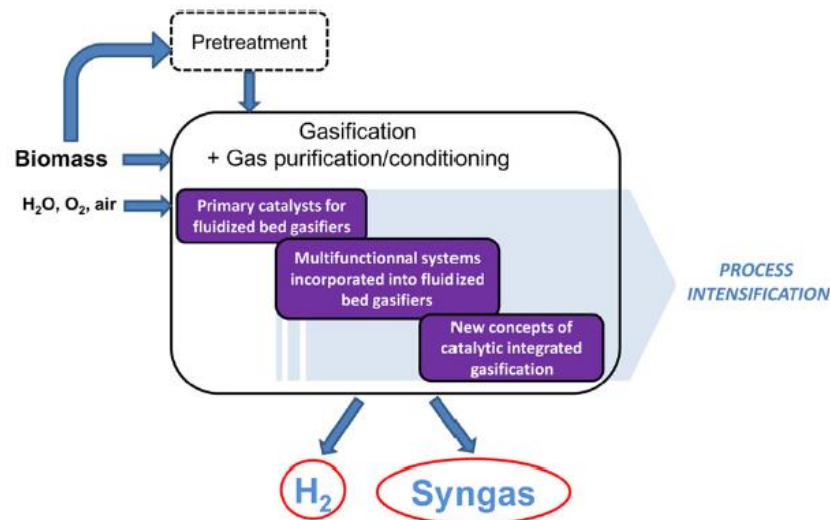 Pretreatment
Gasification
+ Gas purification/conditioning
Biomass
H₂O, O₂, air
Primary catalysts for
fluidized bed gasifiers
Multifunctionnal systems
incorporated into fluidized
bed gasifiers
New concepts of
catalytic integrated
gasification
PROCESS
INTENSIFICATION
H₂
Syngas